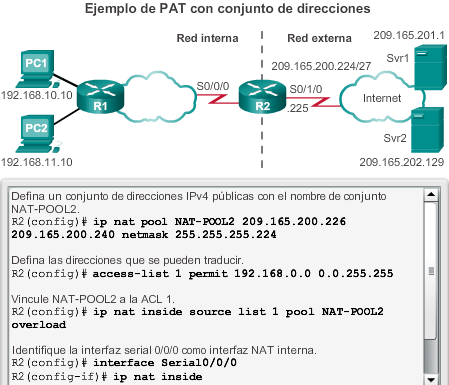 Ejemplo de PAT con conjunto de direcciones
Red interna
Red externa
209.165.201.1
PC1
Svr1
209.165.200.224/27
S0/0/0
S0/1/0
192.168.10.10
R1
R2
Internet
.225
PC2
Svr2
192.168.11.10
209.165.202.129
Defina un conjunto de direcciones IPv4 públicas con el nombre de conjunto
NAT-POOL2.
R2(config)# ip nat pool NAT-POOL2 209.165.200.226
209.165.200.240 netmask 255.255.255.224
Defina las direcciones que se pueden traducir.
R2(config)# access-list 1 permit 192.168.0.0 0.0.255.255
Vincule NAT-POOL2 a la ACL 1.
R2(config)# ip nat inside source list 1 pool NAT-POOL2
overload
Identifique la interfaz serial 0/0/0 como interfaz NAT interna.
R2(config)# interface Serial0/0/0
R2(config-if)# ip nat inside